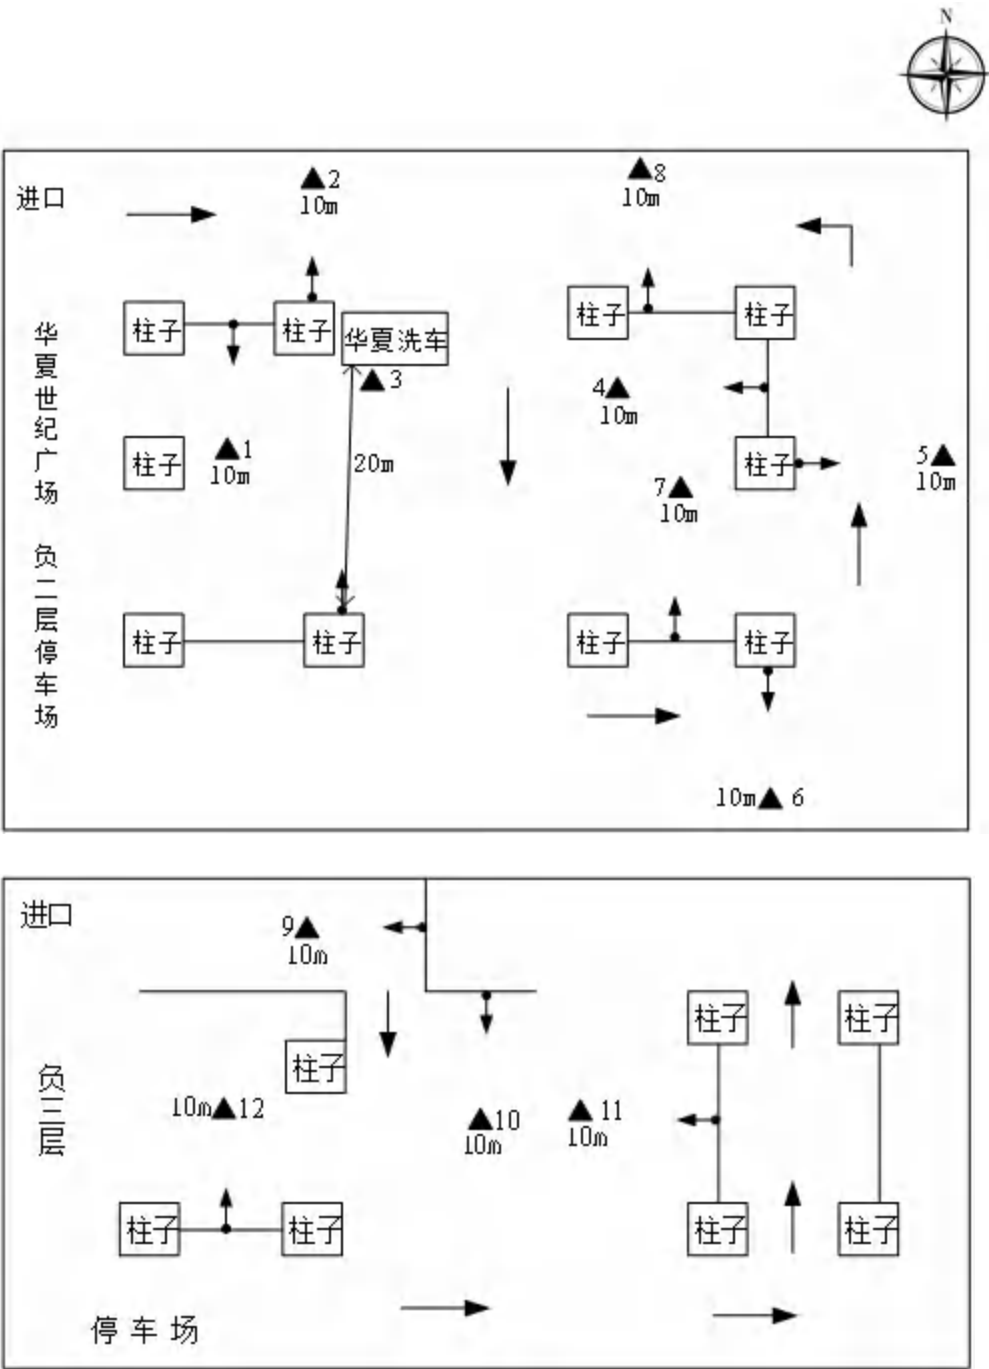 N
进口
▲2
10m
▲8
10m
柱子
柱子
华夏洗车
柱子
柱子
▲3
4▲
10m
华夏世纪广场 负二层停车场
柱子
▲1
10m
20m
柱子
5▲
10m
7▲
10m
柱子
柱子
柱子
柱子
10m▲ 6
进口
9▲
10m
柱子
柱子
柱子
负三层
10m▲12
▲10
10m
▲ 11
10m
柱子
柱子
柱子
柱子
停车场